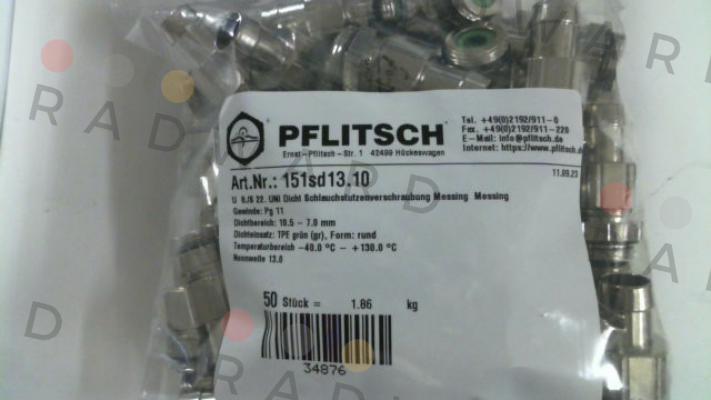 PFLITSCH®
Ernst-Pflitsch-Str. 1 42499 Hückeswagen
Tel. +49(0)2192/911-0
Fax. +49(0)2192/911-220
E-Mail: info@pflitsch.de
Internet: https://www.pflitsch.d
11.09.23
Art.Nr.: 151sd13.10
UNI Dicht Schlauchstutzenverschraubung Messing Messing
Gewinde: Pg 11
Dichtbereich: 10.5 - 7.0 mm
Dichteinsatz: TPE grün (gr), Form: rund
Temperaturbereich -40.0 °C - +130.0 °C
Nennweite 13.0
50 Stück = 1.86 kg
34876
RADWARD
RADWARD